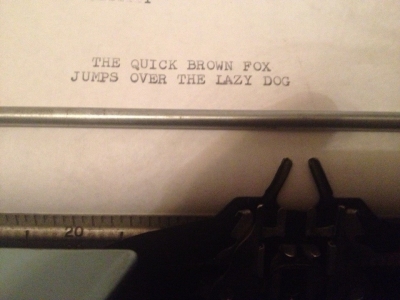 THE QUICK BROWN FOX
JUMPS OVER THE LAZY DOG
20